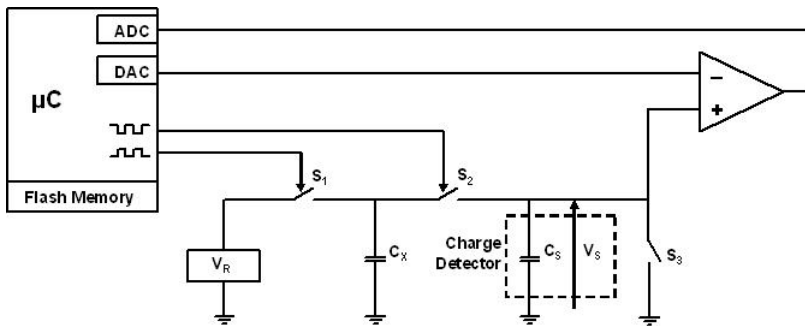 ADC
DAC
μC
Flash Memory
S1
S2
VR
CX
Charge
Detector
CS
VS
S3
−
+